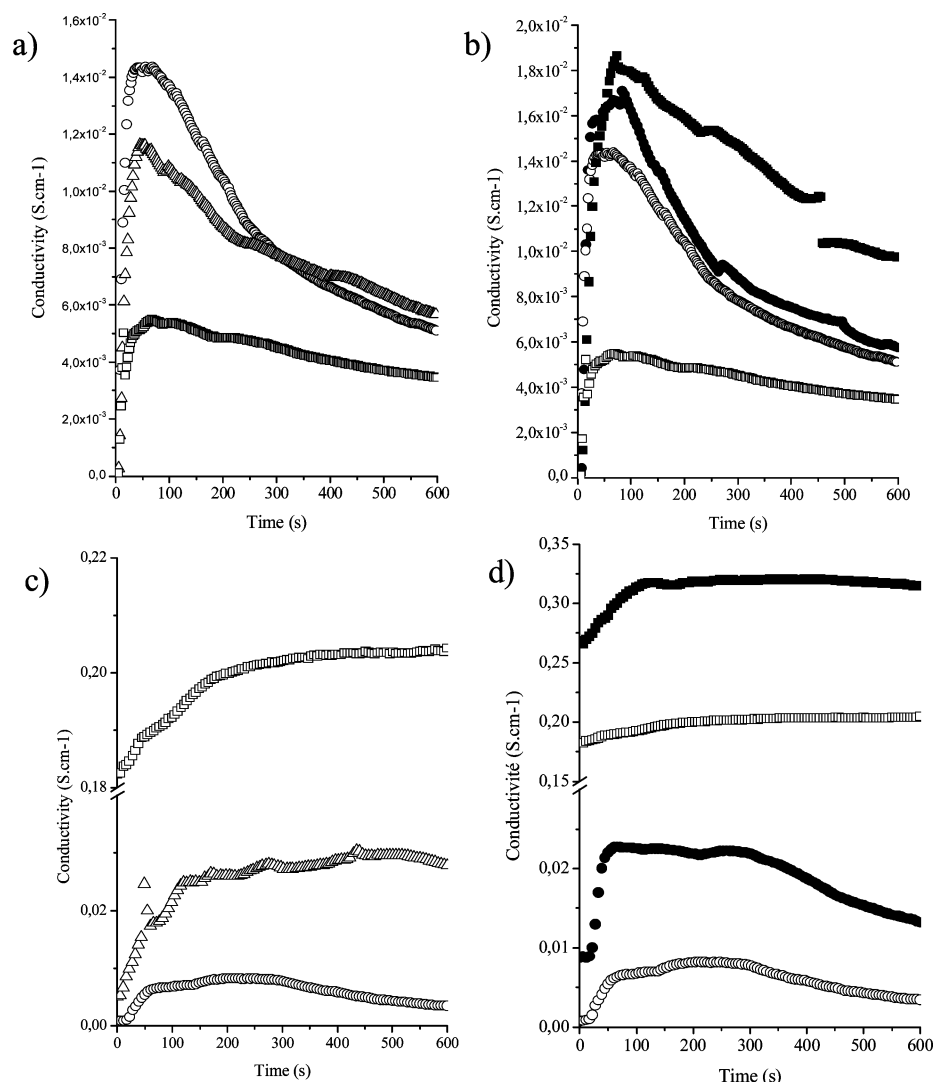 a)
Conductivity (S.cm-1)
1,6x10⁻²
1,4x10⁻²
1,2x10⁻²
1,0x10⁻²
8,0x10⁻³
6,0x10⁻³
4,0x10⁻³
2,0x10⁻³
0,0
0 100 200 300 400 500 600
Time (s)
b)
Conductivity (S.cm-1)
2,0x10⁻²
1,8x10⁻²
1,6x10⁻²
1,4x10⁻²
1,2x10⁻²
1,0x10⁻²
8,0x10⁻³
6,0x10⁻³
4,0x10⁻³
2,0x10⁻³
0,0
0 100 200 300 400 500 600
Time (s)
c)
Conductivity (S.cm-1)
0,22
0,20
0,18
0,02
0,00
0 100 200 300 400 500 600
Time (s)
d)
Conductivité (S.cm-1)
0,35
0,30
0,25
0,20
0,15
0,02
0,01
0,00
0 100 200 300 400 500 600
Time (s)